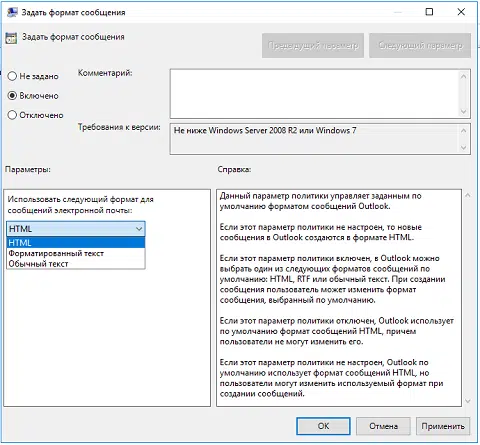 Задать формат сообщения
Задать формат сообщения
Предыдущий параметр
Следующий параметр
Не задано
Комментарий:
Включено
Отключено
Требования к версии:
Не ниже Windows Server 2008 R2 или Windows 7
Параметры:
Справка:
Использовать следующий формат для
сообщений электронной почты:
HTML
HTML
Форматированный текст
Обычный текст
Данный параметр политики управляет заданным по
умолчанию форматом сообщений Outlook.
Если этот параметр политики не настроен, то новые
сообщения в Outlook создаются в формате HTML.
Если этот параметр политики включен, в Outlook можно
выбрать один из следующих форматов сообщений по
умолчанию: HTML, RTF или обычный текст. При создании
сообщения пользователь может изменить формат
сообщения, выбранный по умолчанию.
Если этот параметр политики отключен, Outlook использует
по умолчанию формат сообщений HTML, причем
пользователи не могут изменить его.
Если этот параметр политики не настроен, Outlook по
умолчанию использует формат сообщений HTML, но
пользователи могут изменить используемый формат при
создании сообщений.
ОК
Отмена
Применить